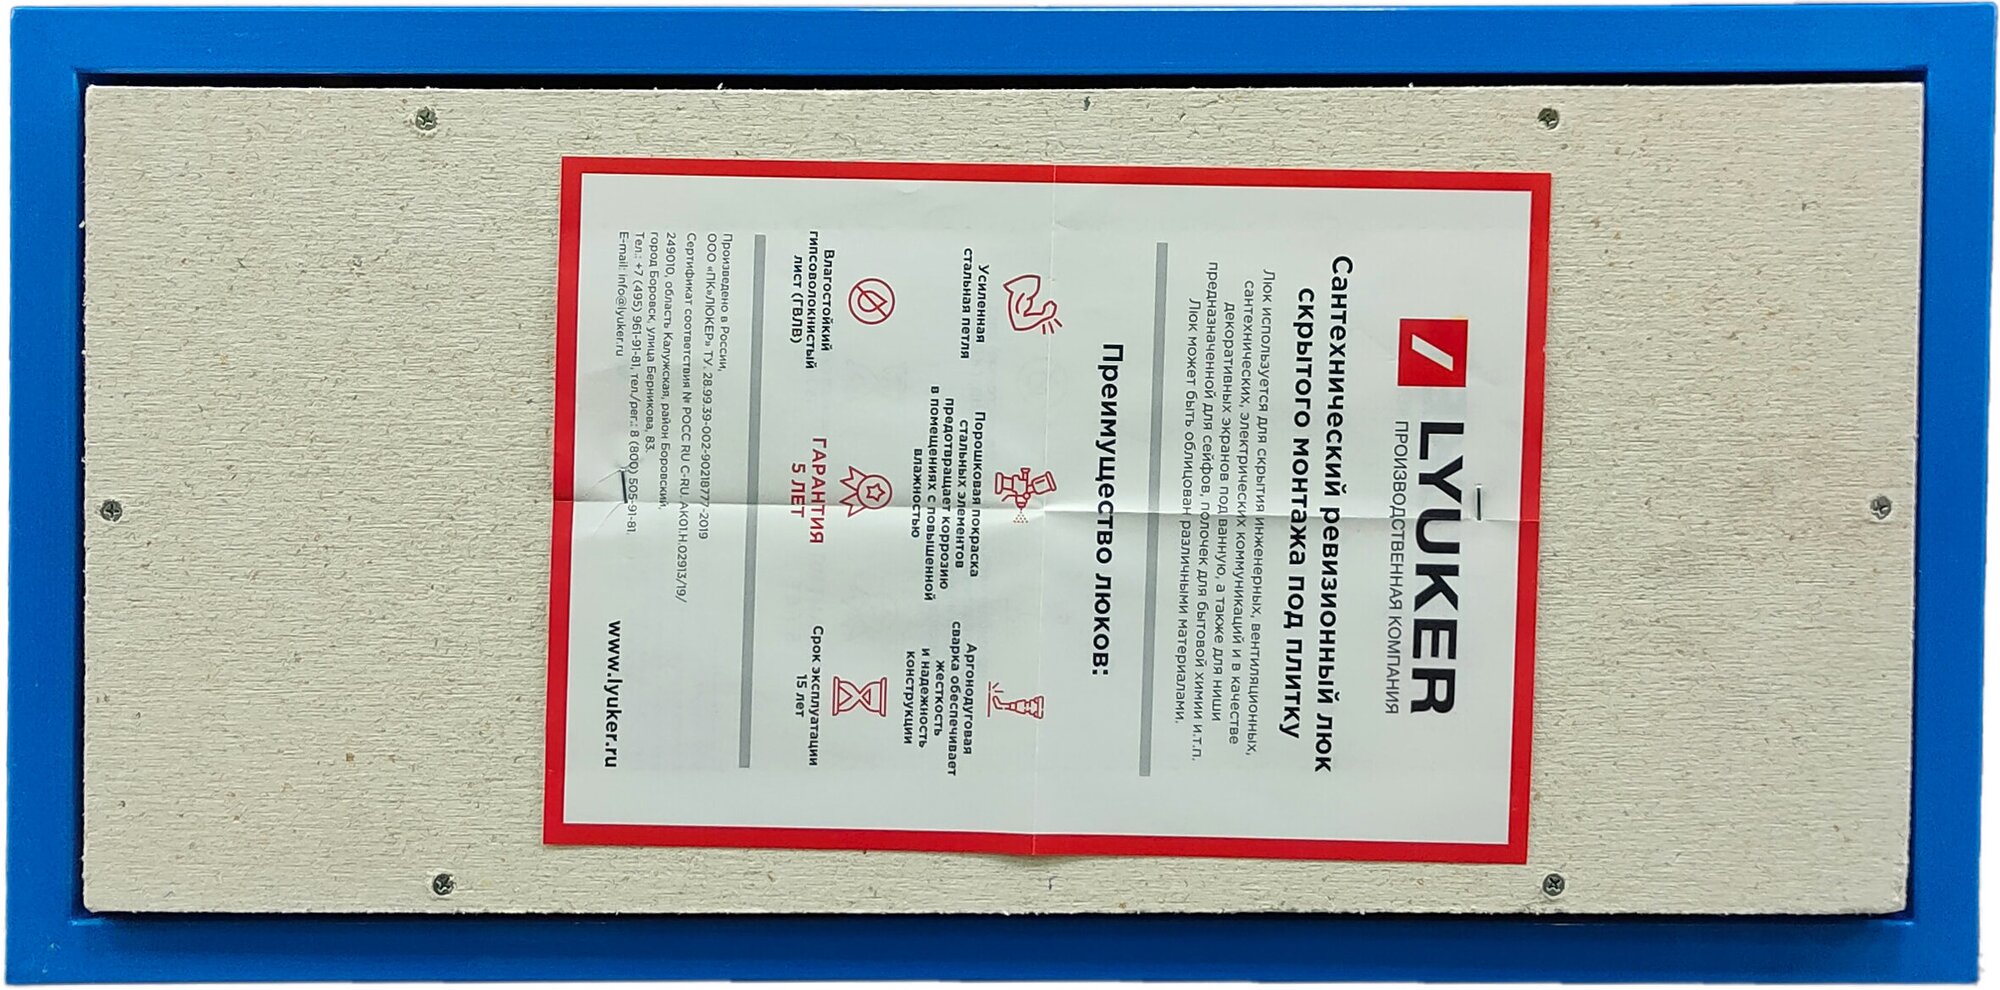 LYUKER
ПРОИЗВОДСТВЕННАЯ КОМПАНИЯ
Сантехнический ревизионный люк
скрытого монтажа под плитку
Люк используется для скрытия инженерных, вентиляционных,
сантехнических, электрических коммуникаций и в качестве
декоративных экранов под ванную, а также для ниши
предназначенной для сейфов, полочек для бытовой химии и.т.п.
Люк может быть облицован различными материалами.
Преимущество люков:
Усиленная
стальная петля
Порошковая покраска
стальных элементов
предотвращает коррозию
в помещениях с повышенной
влажностью
Аргонодуговая
сварка обеспечивает
жесткость
и надежность
конструкции
Влагостойкий
гипсоволокнистый
лист (ГВЛВ)
ГАРАНТИЯ
5 ЛЕТ
Срок эксплуатации
15 лет
Произведено в России,
ООО «ПК»ЛЮКЕР» ТУ. 28.99.39-002-90218777-2019
Сертификат соответствия № РОСС RU C-RU.АК01.Н.02913/19/
249010, область Калужская, район Боровский,
город Боровск, улица Берникова, 83.
Тел.: +7 (495) 961-91-81, тел./рег.: 8 (800) 505-91-81.
E-mail: info@lyuker.ru
www.lyuker.ru